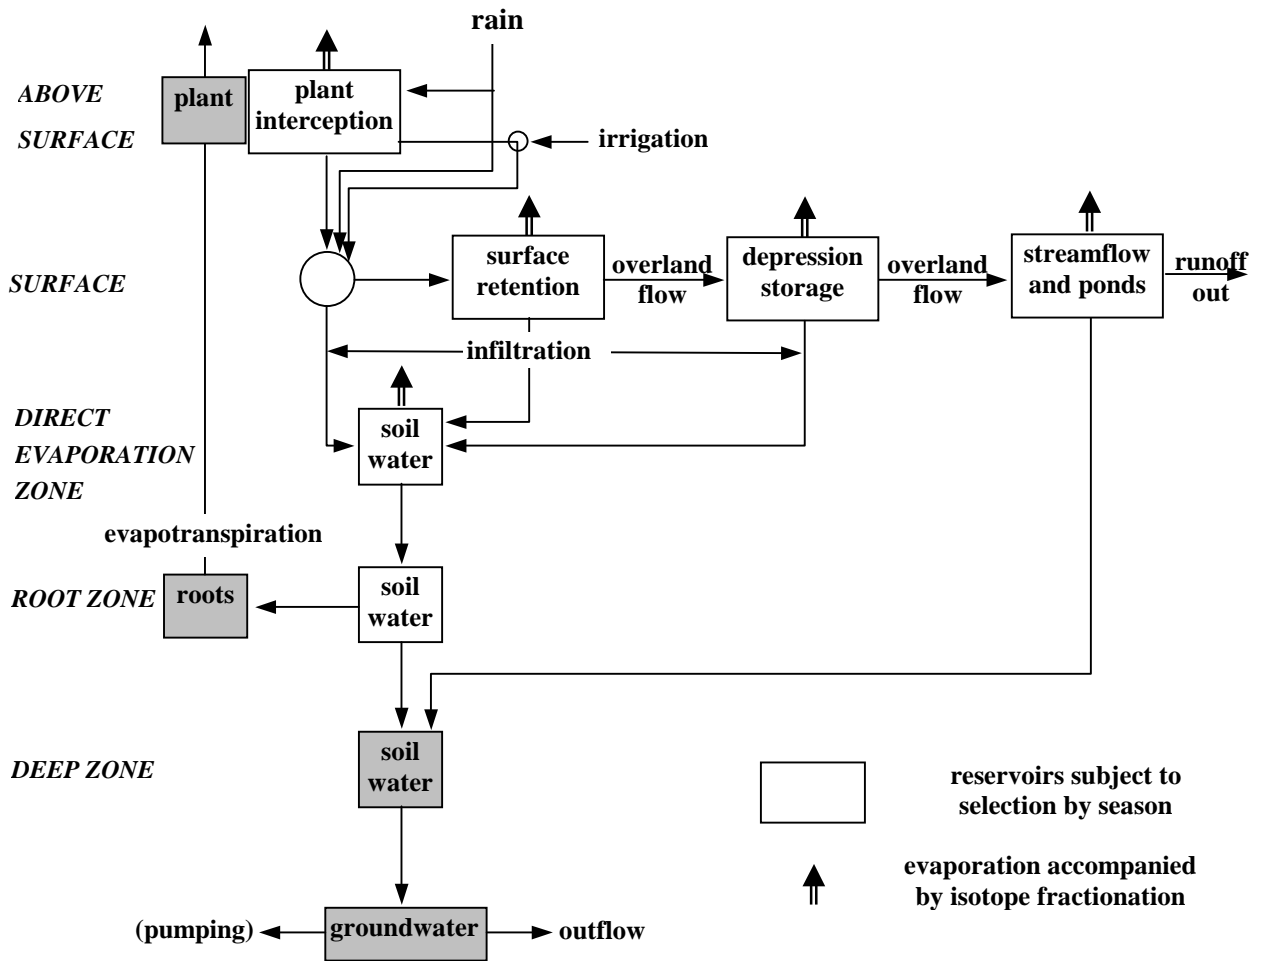 rain
ABOVE
SURFACE
plant
plant
interception
irrigation
SURFACE
surface
retention
overland
flow
depression
storage
overland
flow
streamflow
and ponds
runoff
out
infiltration
DIRECT
EVAPORATION
ZONE
soil
water
evapotranspiration
ROOT ZONE
roots
soil
water
DEEP ZONE
soil
water
reservoirs subject to
selection by season
evaporation accompanied
by isotope fractionation
(pumping)
groundwater
outflow